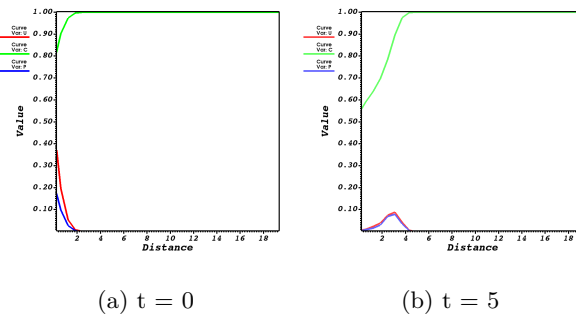 Curve
Var: U
Curve
Var: C
Curve
Var: P
Value
1.00
0.90
0.80
0.70
0.60
0.50
0.40
0.30
0.20
0.10
2 4 6 8 10 12 14 16 18
Distance
(a) t = 0
Curve
Var: U
Curve
Var: C
Curve
Var: P
Value
1.00
0.90
0.80
0.70
0.60
0.50
0.40
0.30
0.20
0.10
2 4 6 8 10 12 14 16 18
Distance
(b) t = 5